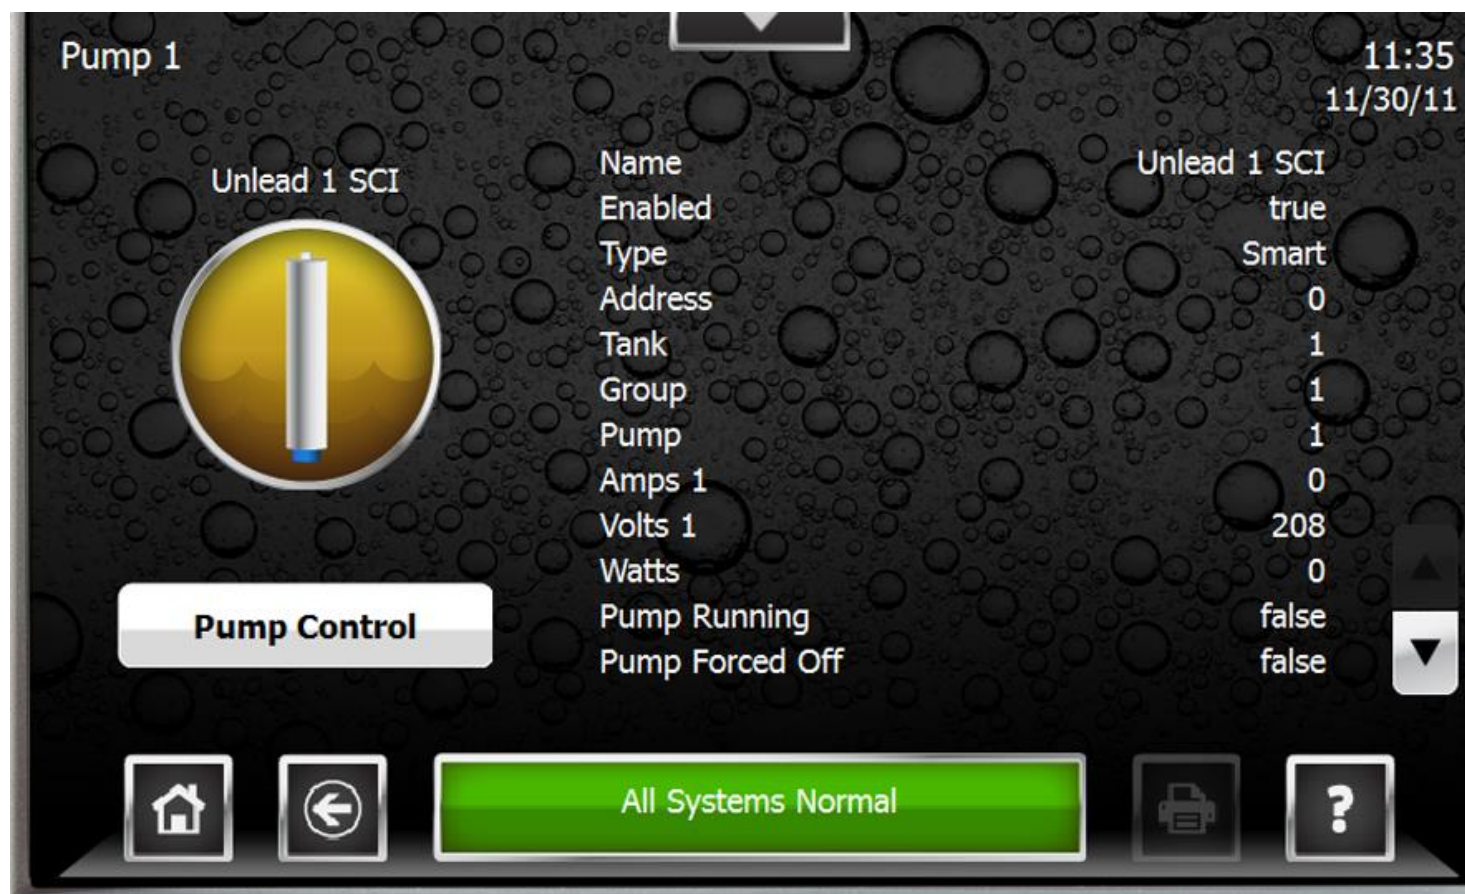 Pump 1
11:35
11/30/11
Unlead 1 SCI
Name Unlead 1 SCI
Enabled true
Type Smart
Address 0
Tank 1
Group 1
Pump 1
Amps 1 0
Volts 1 208
Watts 0
Pump Running false
Pump Forced Off false
Pump Control
All Systems Normal
?